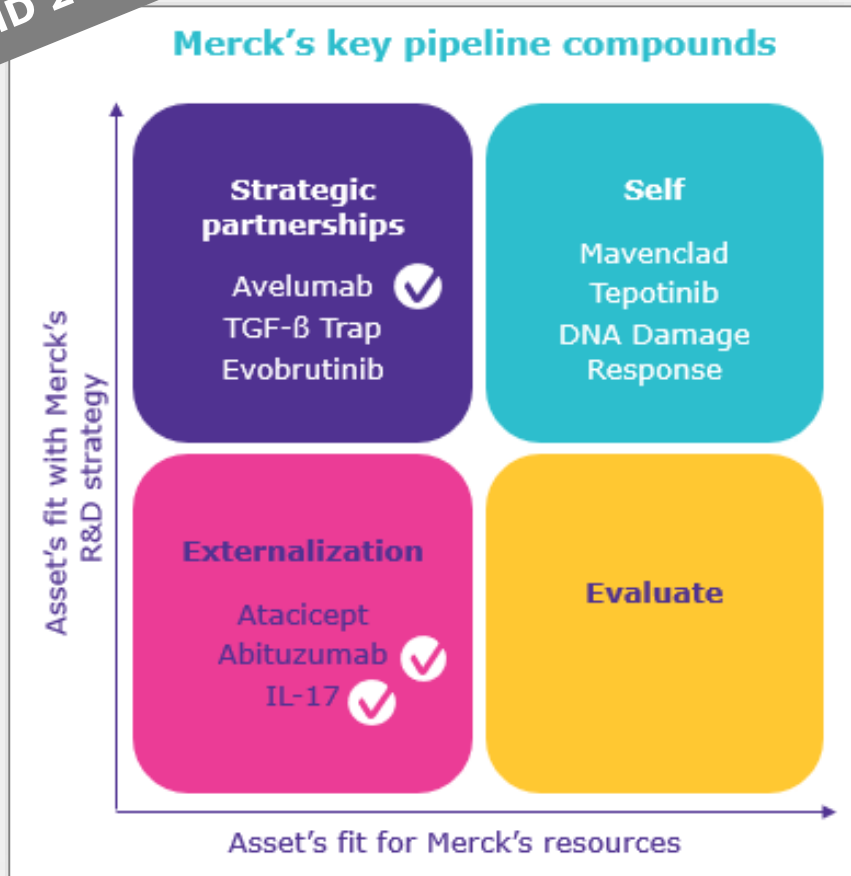 Merck's key pipeline compounds
Strategic
partnerships
Avelumab
TGF-ß Trap
Evobrutinib
Self
Mavenclad
Tepotinib
DNA Damage
Response
Externalization
Atacicept
Abituzumab
IL-17
Evaluate
Asset's fit with Merck's
R&D strategy
Asset's fit for Merck's resources